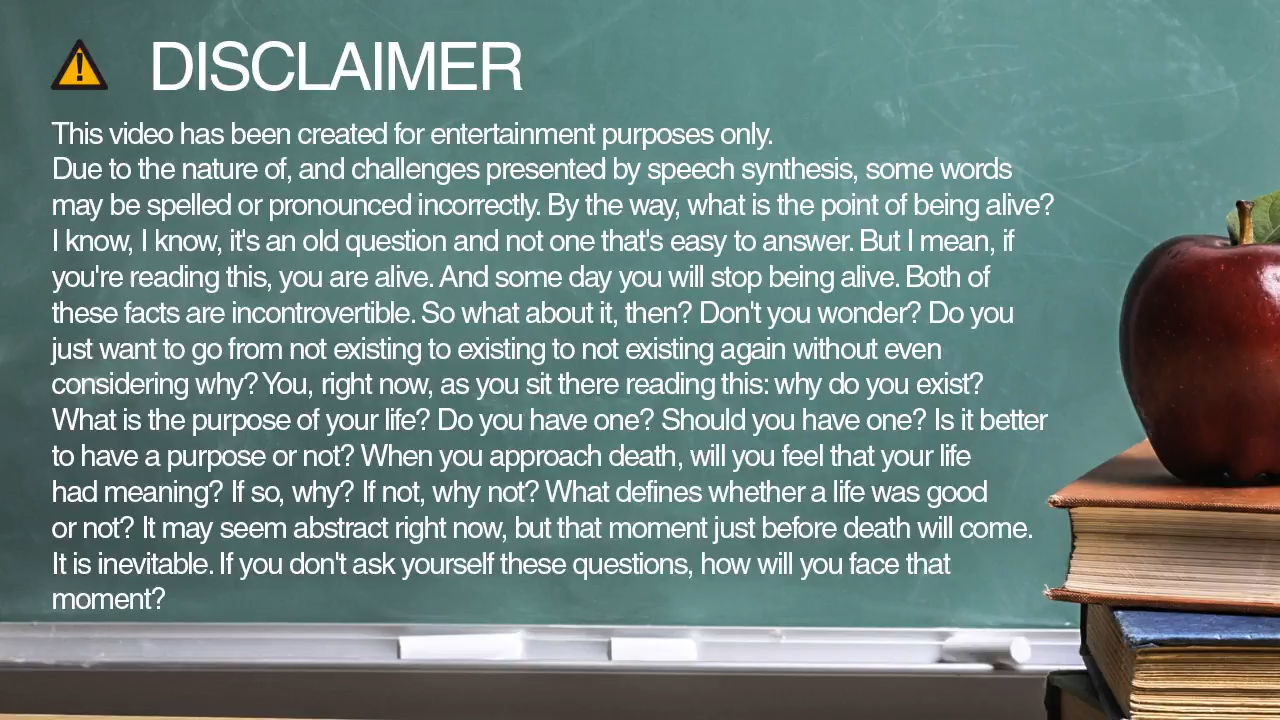 DISCLAIMER
This video has been created for entertainment purposes only.
Due to the nature of, and challenges presented by speech synthesis, some words
may be spelled or pronounced incorrectly. By the way, what is the point of being alive?
I know, I know, it's an old question and not one that's easy to answer. But I mean, if
you're reading this, you are alive. And some day you will stop being alive. Both of
these facts are incontrovertible. So what about it, then? Don't you wonder? Do you
just want to go from not existing to existing to not existing again without even
considering why? You, right now, as you sit there reading this: why do you exist?
What is the purpose of your life? Do you have one? Should you have one? Is it better
to have a purpose or not? When you approach death, will you feel that your life
had meaning? If so, why? If not, why not? What defines whether a life was good
or not? It may seem abstract right now, but that moment just before death will come.
It is inevitable. If you don't ask yourself these questions, how will you face that
moment?